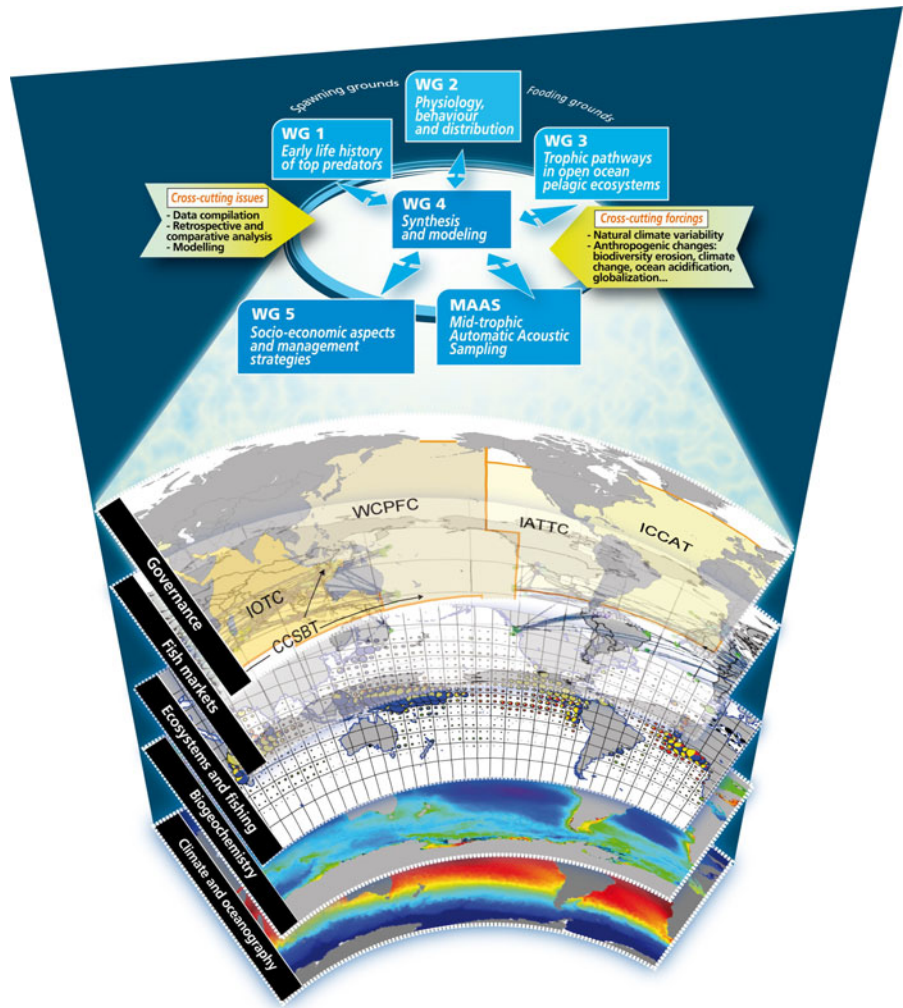 Spawning grounds
Fooding grounds
WG 2
Physiology,
behaviour
and distribution
WG 1
Early life history
of top predators
WG 3
Trophic pathways
in open ocean
pelagic ecosystems
WG 4
Synthesis
and modeling
Cross-cutting issues
- Data compilation
- Retrospective and
comparative analysis
- Modelling
Cross-cutting forcings
- Natural climate variability
- Anthropogenic changes:
biodiversity erosion, climate
change, ocean acidification,
globalization...
WG 5
Socio-economic aspects
and management
strategies
MAAS
Mid-trophic
Automatic Acoustic
Sampling
WCPFC
IATTC
ICCAT
IOTC
CCSBT
Governance
Fish markets
Ecosystems and fishing
Biogeochemistry
Climate and oceanography